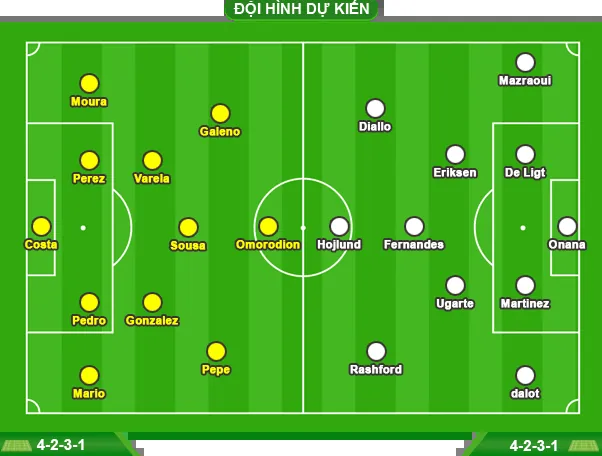 ĐỘI HÌNH DỰ KIẾN
Mazraoui
Moura
Galeno
Diallo
Perez
Varela
Eriksen
De Ligt
Costa
Sousa
Omorodion
Hojlund
Fernandes
Onana
Pedro
Gonzalez
Ugarte
Martinez
Pepe
Rashford
Mario
dalot
4-2-3-1
4-2-3-1